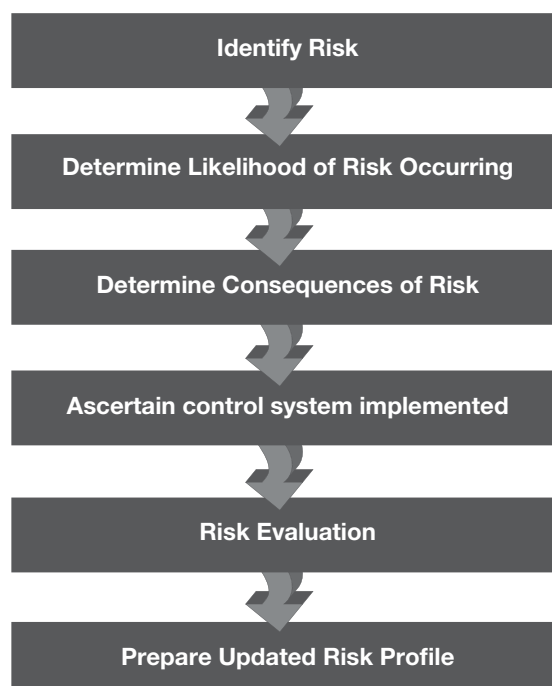 Identify Risk
Determine Likelihood of Risk Occurring
Determine Consequences of Risk
Ascertain control system implemented
Risk Evaluation
Prepare Updated Risk Profile